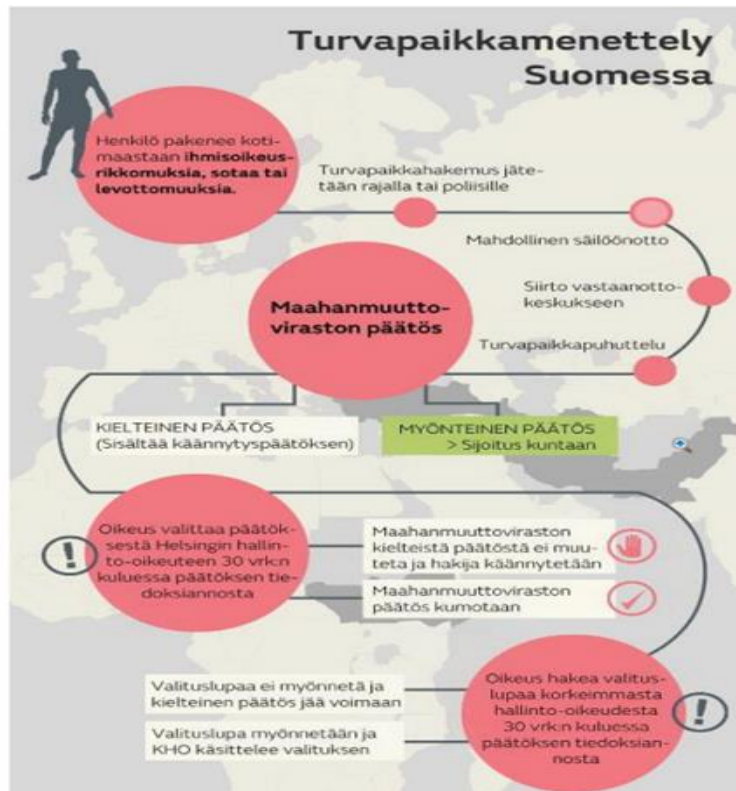 Turvapaikkamenettely
Suomessa
Henkilö pakenee koti-
maastaan ihmisoikeus-
rikkomuksia, sotaa tai
levottomuuksia.
Turvapaikkahakemus jäte-
tään rajalla tai poliisille
Mahdollinen säilöönotto
Siirto vastaanotto-
keskukseen
Turvapaikkapuhuttelu
Maahanmuutto-
viraston päätös
KIELTEINEN PÄÄTÖS
(Sisältää käännytyspäätöksen)
MYÖNTEINEN PÄÄTÖS
> Sijoitus kuntaan
Oikeus valittaa päätök-
sestä Helsingin hallin-
to-oikeuteen 30 vrk:n
kuluessa päätöksen tie-
doksiannosta
!
Maahanmuuttoviraston
kielteistä päätöstä ei muu-
teta ja hakija käännytetään
Maahanmuuttoviraston
päätös kumotaan
Oikeus hakea valitus-
lupaa korkeimmasta
hallinto-oikeudesta
30 vrk:n kuluessa
päätöksen tiedoksian-
nosta
!
Valituslupaa ei myönnetä ja
kielteinen päätös jää voimaan
Valituslupa myönnetään ja
KHO käsittelee valituksen